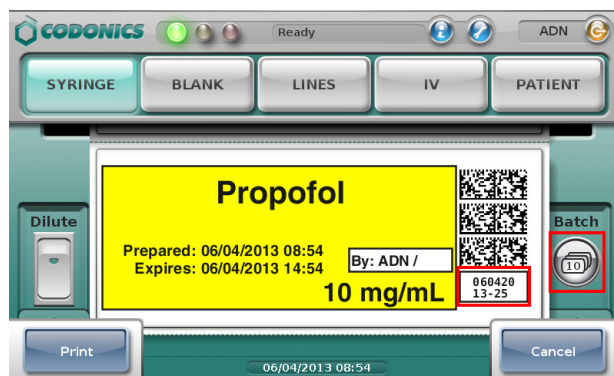 CODONICS
Ready
ADN
SYRINGE
BLANK
LINES
IV
PATIENT
Propofol
Dilute
Batch
Prepared: 06/04/2013 08:54
Expires: 06/04/2013 14:54
By: ADN /
10
10 mg/mL
060420
13-25
Print
Cancel
06/04/2013 08:54